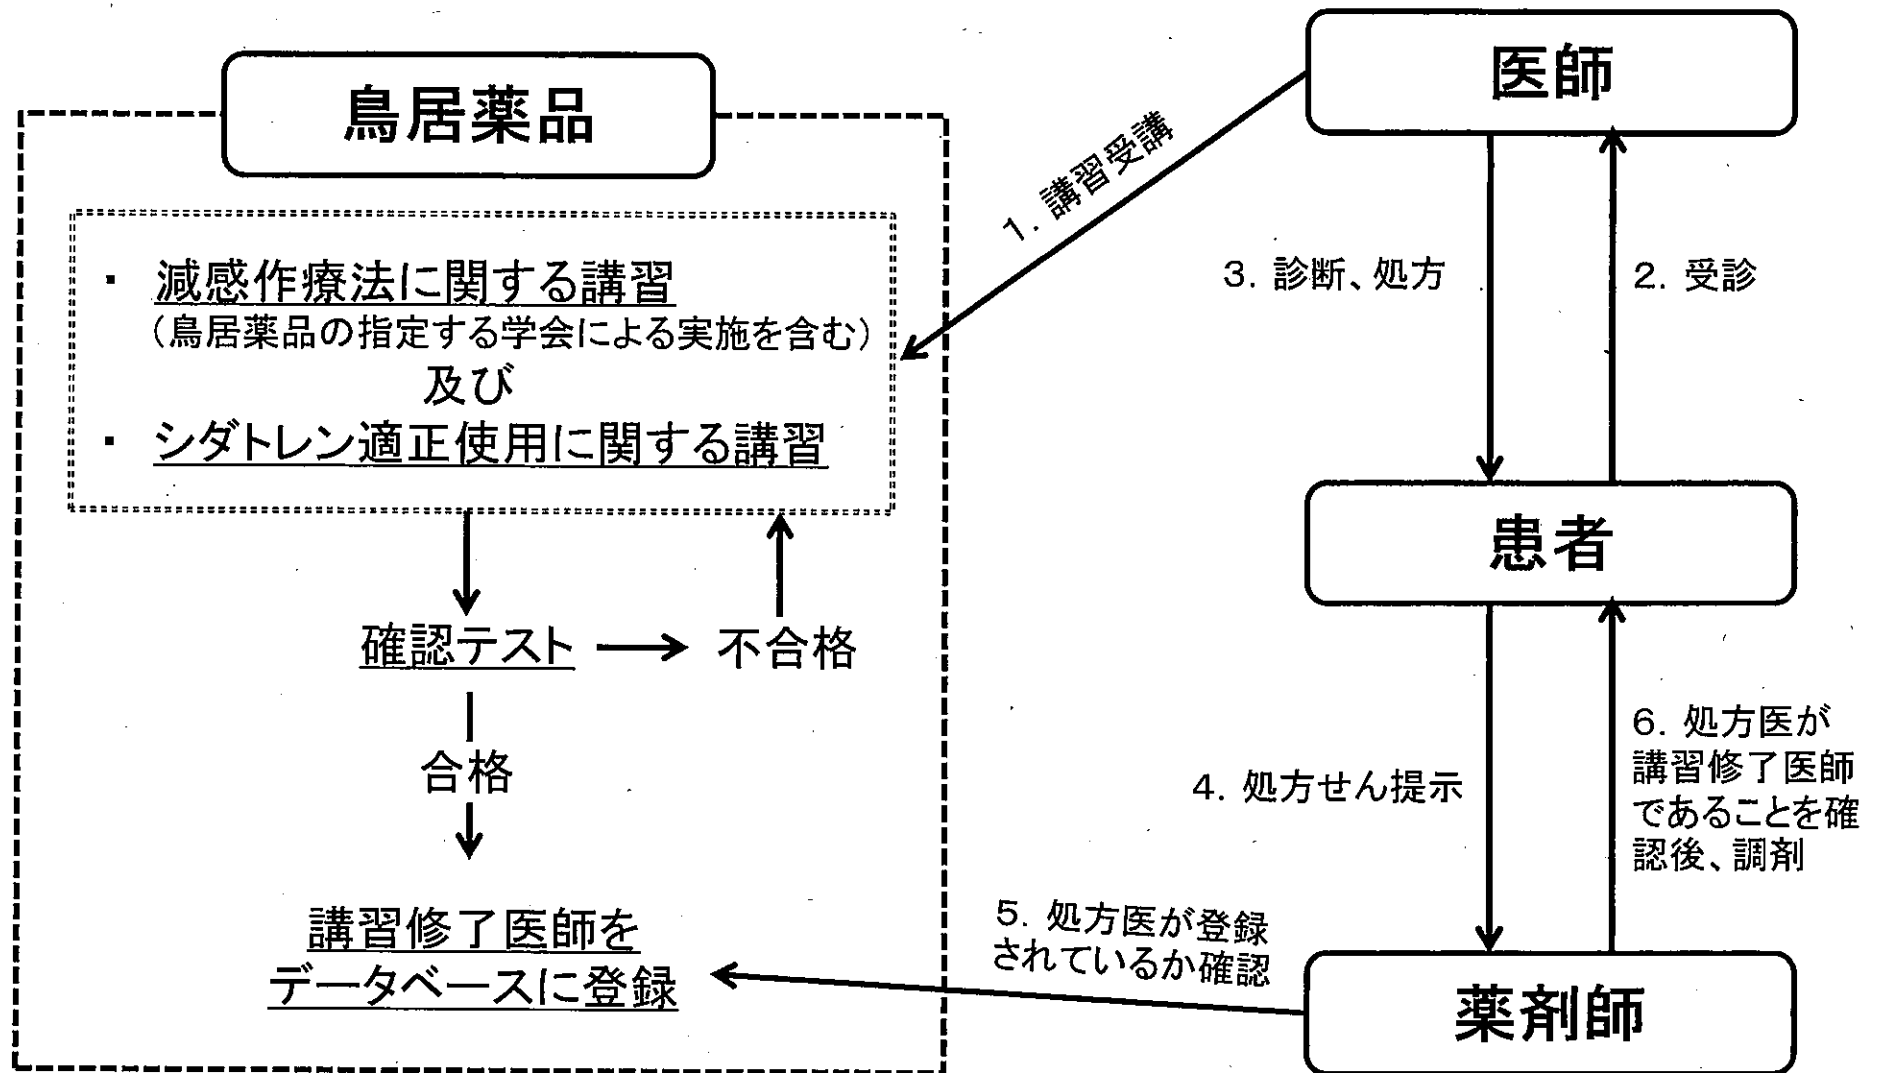 鳥居薬品
・ 減感作療法に関する講習
（鳥居薬品の指定する学会による実施を含む）
及び
・ シダトレン適正使用に関する講習
確認テスト
不合格
合格
講習修了医師を
データベースに登録
1. 講習受講
医師
3. 診断、処方
2. 受診
患者
4. 処方せん提示
6. 処方医が
講習修了医師
であることを確
認後、調剤
5. 処方医が登録
されているか確認
薬剤師